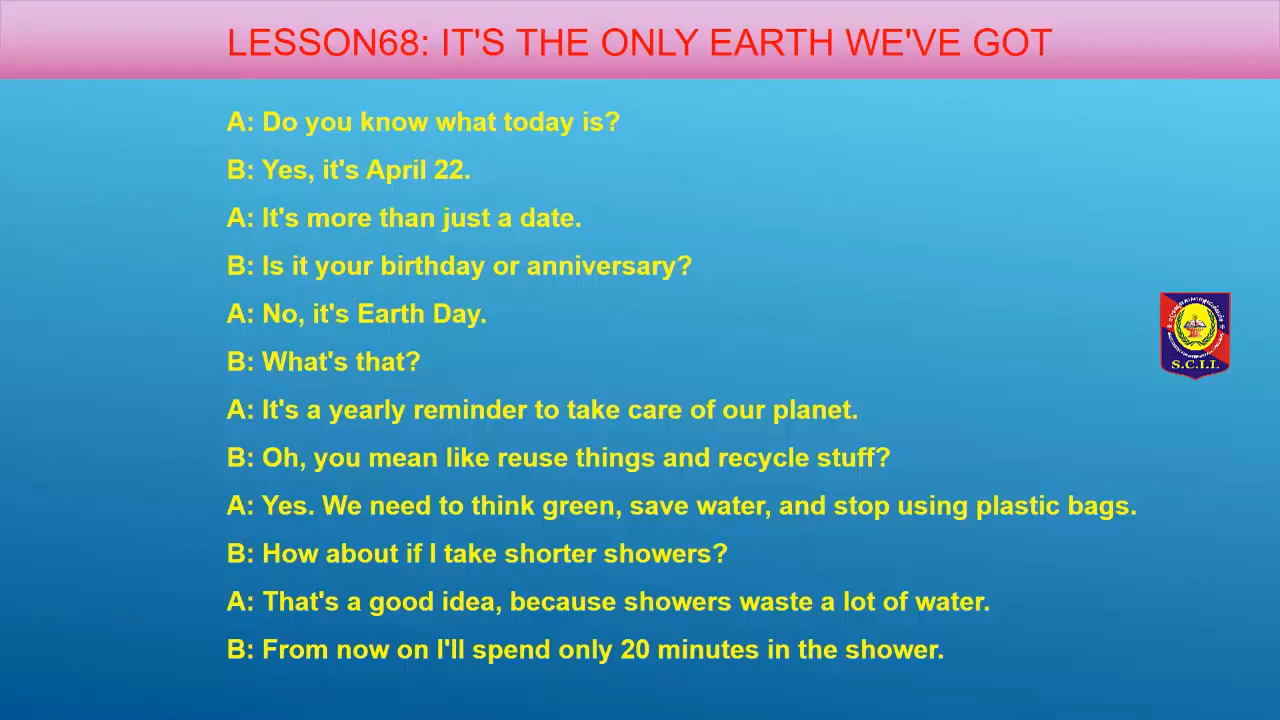 LESSON68: IT'S THE ONLY EARTH WE'VE GOT
A: Do you know what today is?
B: Yes, it's April 22.
A: It's more than just a date.
B: Is it your birthday or anniversary?
A: No, it's Earth Day.
B: What's that?
A: It's a yearly reminder to take care of our planet.
B: Oh, you mean like reuse things and recycle stuff?
A: Yes. We need to think green, save water, and stop using plastic bags.
B: How about if I take shorter showers?
A: That's a good idea, because showers waste a lot of water.
B: From now on I'll spend only 20 minutes in the shower.
S.C.I.L